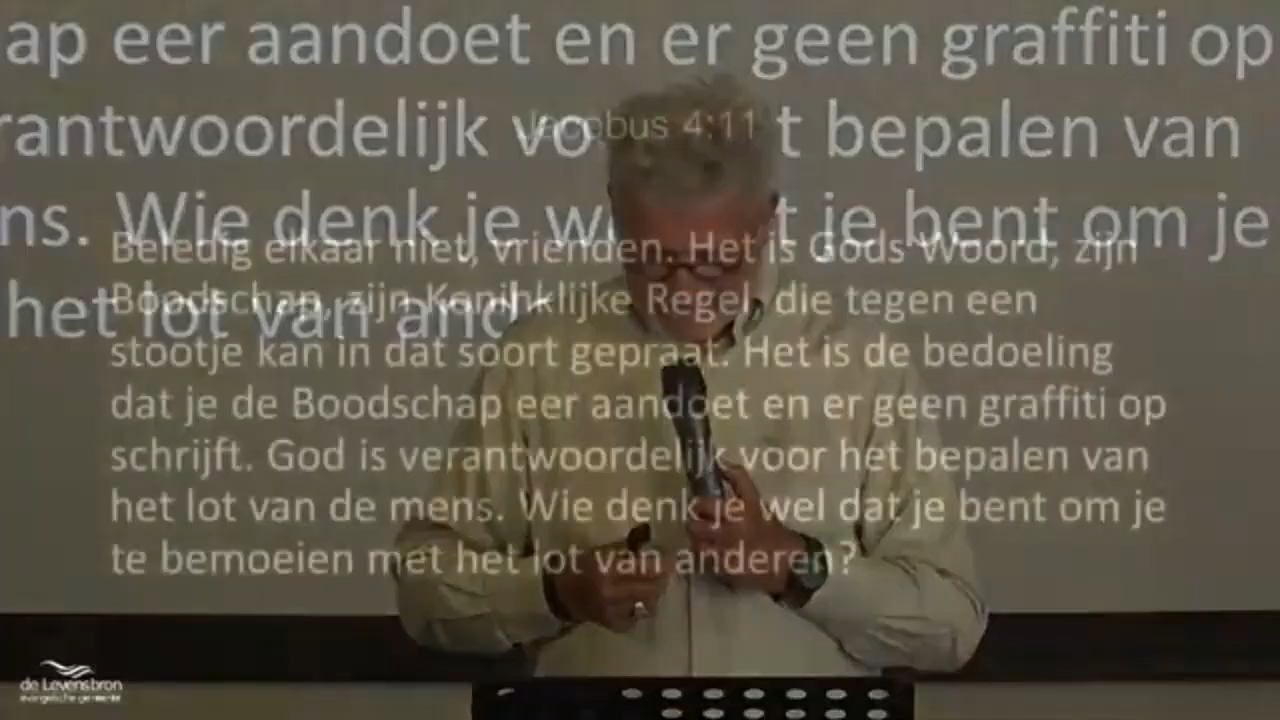 ap eer aandoet en er geen graffiti op
rantwoordelijk vo t bepalen van
ns. Wie denk je w t je bent om je
het lot van and
Jacobus 4:11
Beledig elkaar niet, vrienden. Het is Gods Woord, zijn
Boodschap, zijn Koninklijke Regel, die tegen een
stootje kan in dat soort gepraat. Het is de bedoeling
dat je de Boodschap eer aandoet en er geen graffiti op
schrijft. God is verantwoordelijk voor het bepalen van
het lot van de mens. Wie denk je wel dat je bent om je
te bemoeien met het lot van anderen?
de Levensbron
evangelische gemeente